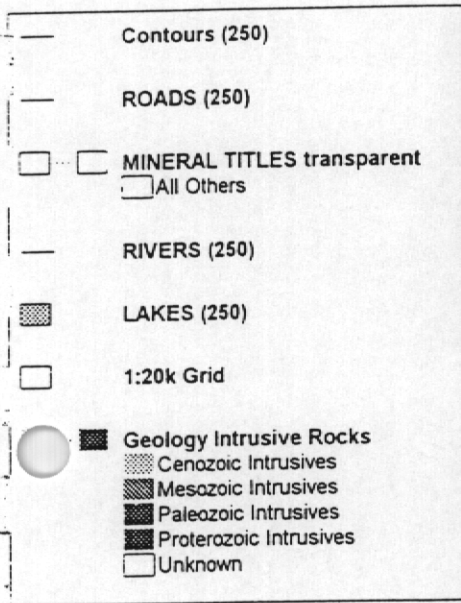 Contours (250)
ROADS (250)
MINERAL TITLES transparent
All Others
RIVERS (250)
LAKES (250)
1:20k Grid
Geology Intrusive Rocks
Cenozoic Intrusives
Mesozoic Intrusives
Paleozoic Intrusives
Proterozoic Intrusives
Unknown